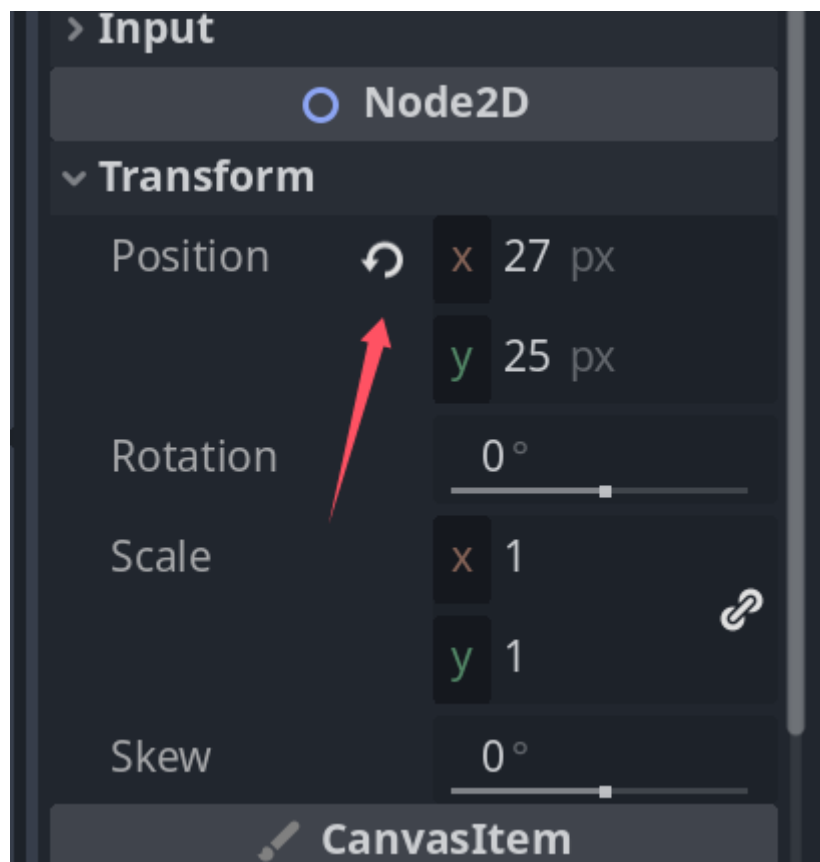 Input
Node2D
Transform
Position x 27 px
y 25 px
Rotation 0°
Scale x 1
y 1
Skew 0°
CanvasItem